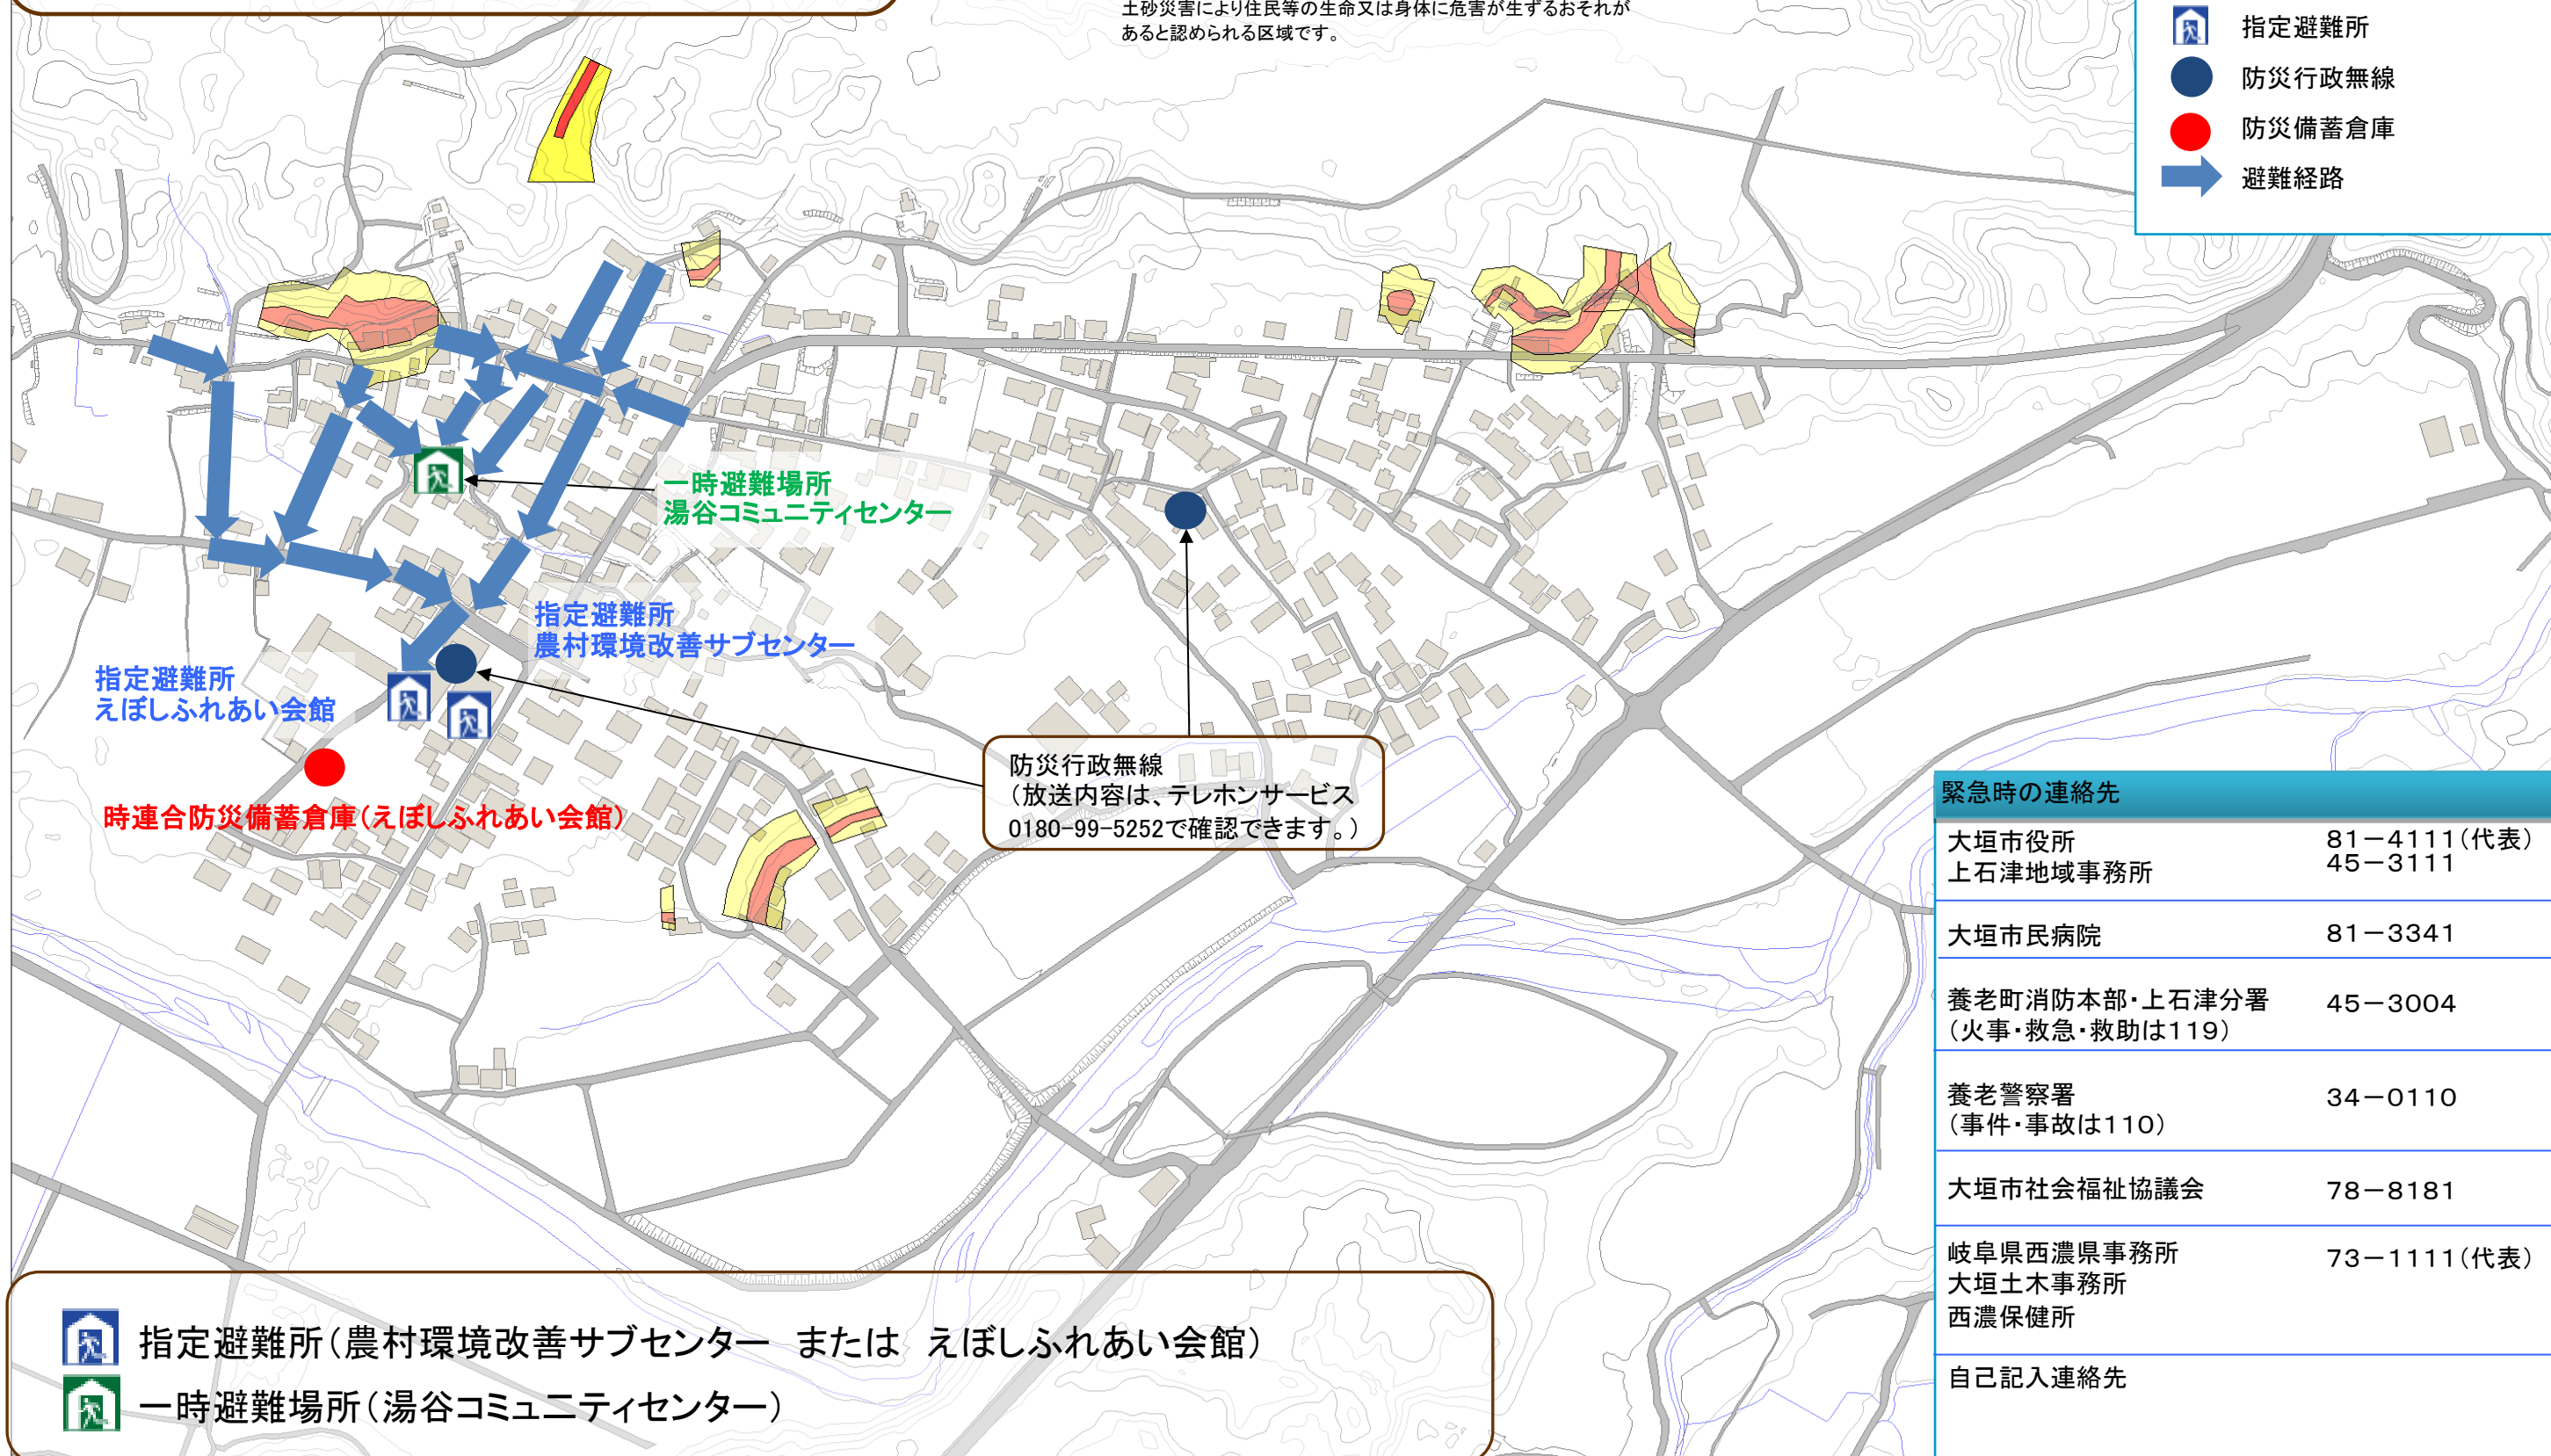 土砂災害により住民等の生命又は身体に危害が生ずるおそれが
あると認められる区域です。
指定避難所
防災行政無線
防災備蓄倉庫
避難経路
一時避難場所
湯谷コミュニティセンター
指定避難所
農村環境改善サブセンター
指定避難所
えぼしふれあい会館
時連合防災備蓄倉庫(えぼしふれあい会館)
防災行政無線
(放送内容は、テレホンサービス
0180-99-5252で確認できます。)
緊急時の連絡先
大垣市役所 81-4111(代表)
上石津地域事務所 45-3111
大垣市民病院 81-3341
養老町消防本部・上石津分署 45-3004
(火事・救急・救助は119)
養老警察署 34-0110
(事件・事故は110)
大垣市社会福祉協議会 78-8181
岐阜県西濃県事務所 73-1111(代表)
大垣土木事務所
西濃保健所
自己記入連絡先
指定避難所(農村環境改善サブセンター または えぼしふれあい会館)
一時避難場所(湯谷コミュニティセンター)